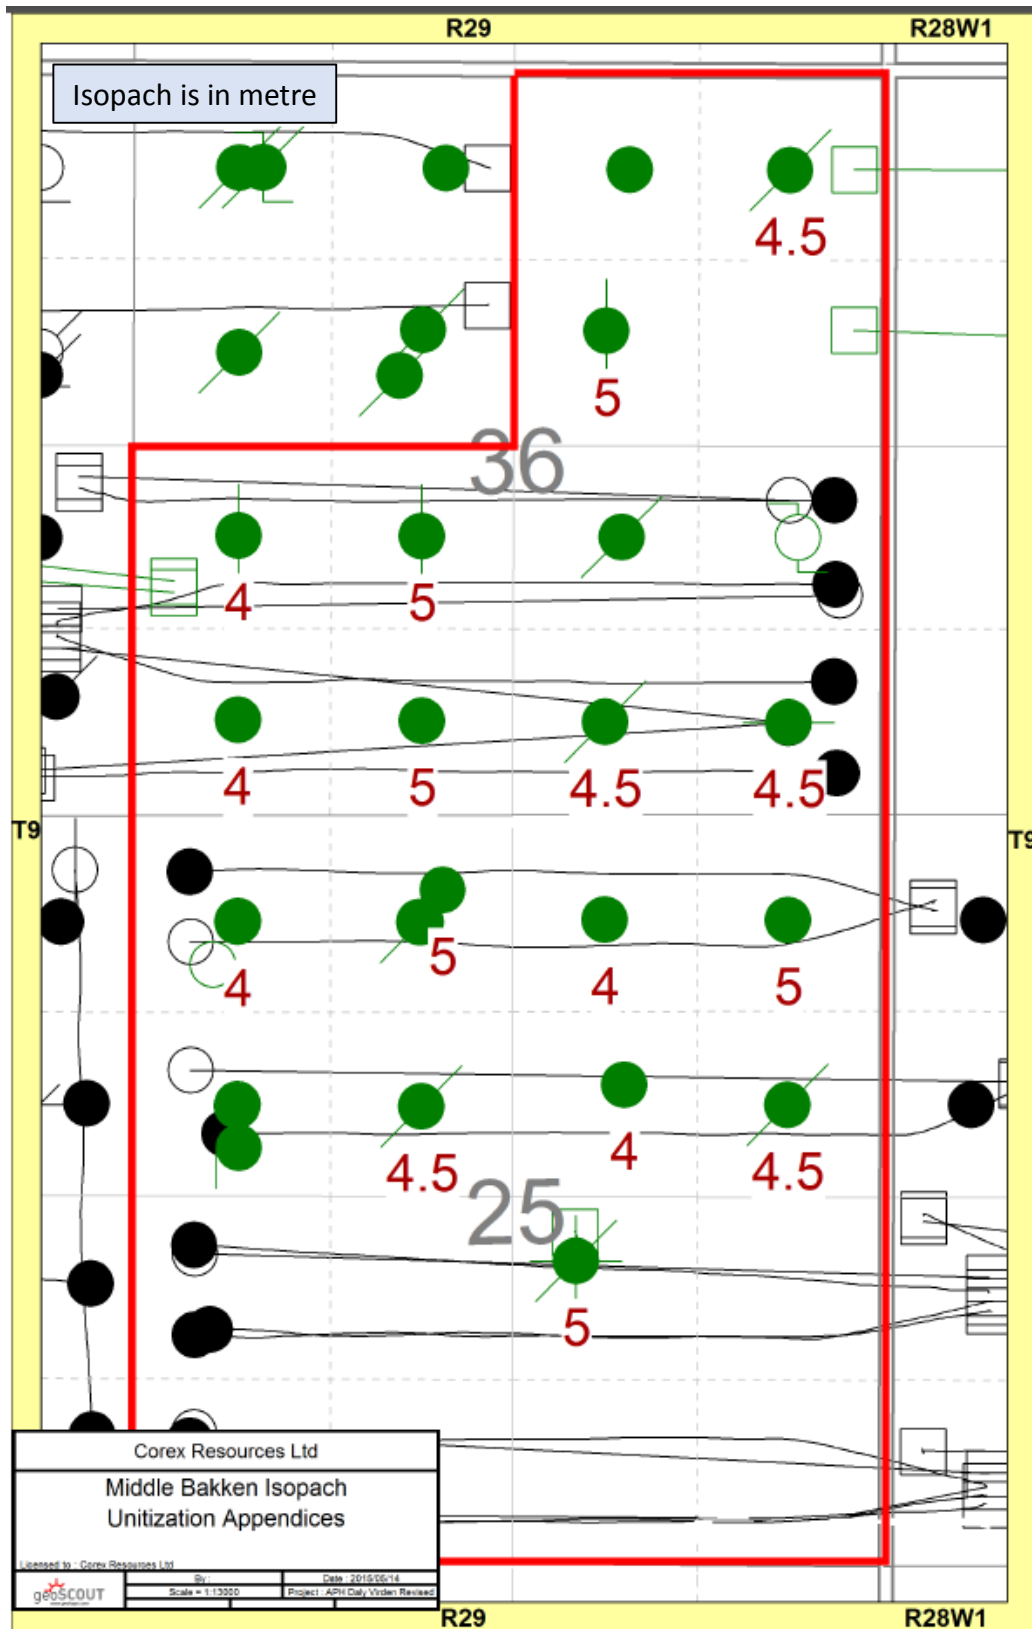 R29 R28W1
Isopach is in metre
4.5
5
36
4 5
4 5 4.5 4.5
T9 T9
4 5 4 5
4.5 4 4.5
25
5
Corex Resources Ltd
Middle Bakken Isopach
Unitization Appendices
Licensed to : Corex Resources Ltd
By :
Date : 2015/05/14
geoSCOUT
Scale = 1:13000
Project : APH Daly Virden Revised
R29 R28W1